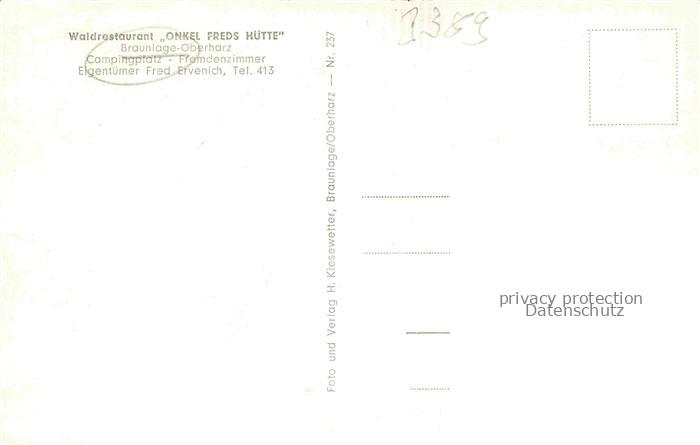 Waldrestaurant „ONKEL FREDS HÜTTE"
Braunlage-Oberharz
Campingplatz - Fremdenzimmer
Eigentümer Fred Ervenich, Tel. 413
Foto und Verlag H. Kiesewetter, Braunlage/Oberharz — Nr. 237
1389
privacy protection
Datenschutz